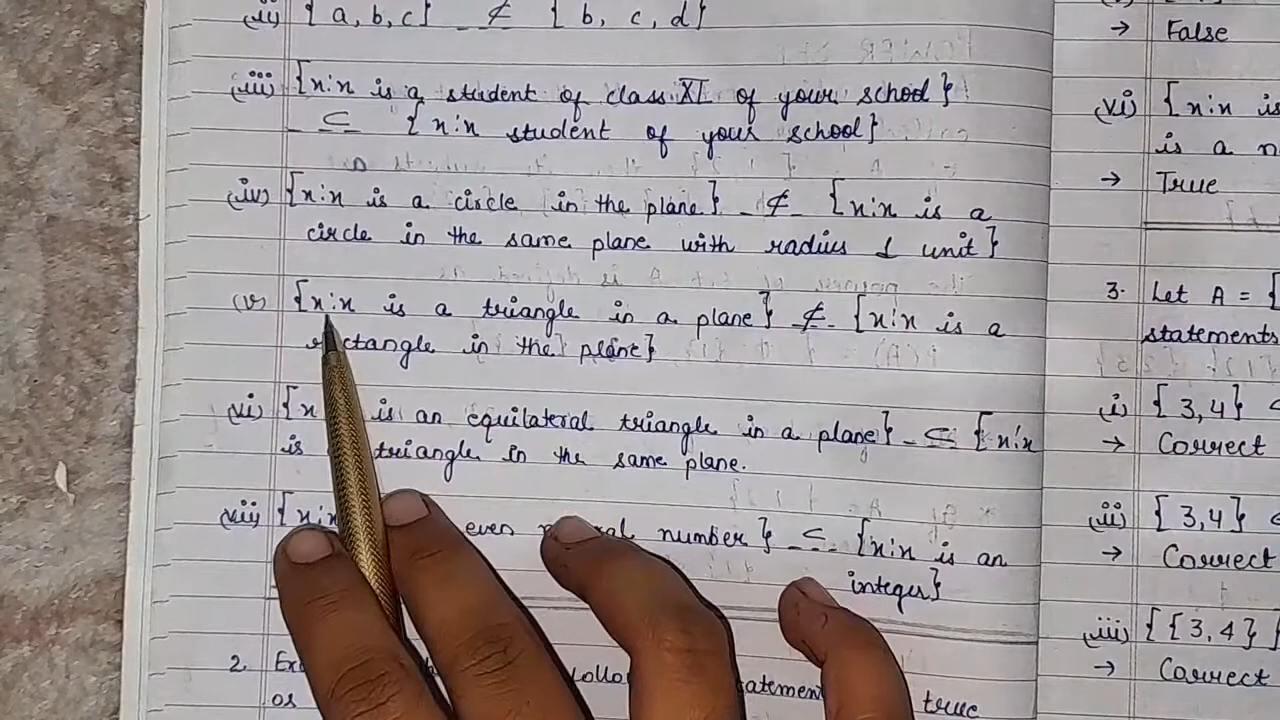 (ii) { a, b, c } ⊄ { b, c, d }
(iii) {x:x is a student of class XI of your school}
⊆ {x:x student of your school}
(iv) {x:x is a circle in the plane} ⊄ {x:x is a
circle in the same plane with radius 1 unit}
(v) {x:x is a triangle in a plane} ⊄ {x:x is a
rectangle in the plane}
(vi) {x is an equilateral triangle in a plane} ⊆ {x:x
is triangle in the same plane.
(vii) {x:x even number} ⊆ {x:x is an
integer}
2.
or true
→ False
(vi) {x:x is
is a n
→ True
3. Let A = {
statements
(i) { 3,4}
→ Correct
(ii) { 3,4}
→ Correct
(iii) { {3,4}
→ Correct